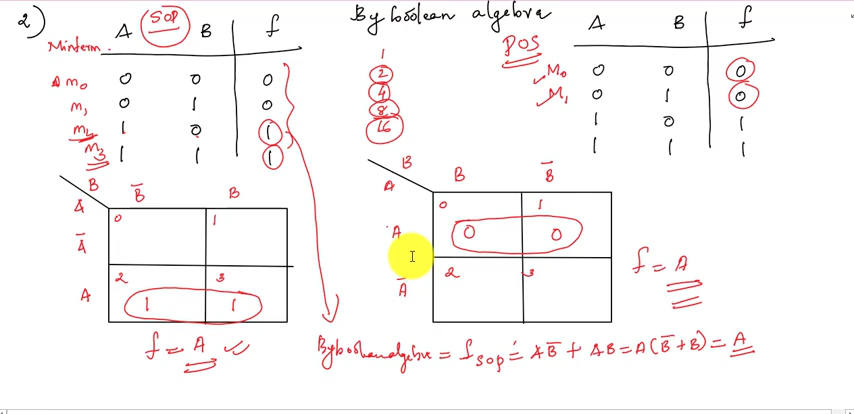 2)
SOP
A B f
Minterm.
m0 0 0 0
m1 0 1 0
m2 1 0 1
m3 1 1 1
B
A
B̅ B
A̅ 0 1
2 3
A 1 1
f = A ✓
By boolean algebra
POS
1
2
4
8
16
A B f
M0 0 0 0
M1 0 1 0
1 0 1
1 1 1
B
A
B B̅
0 1
A 0 0
2 3
A̅
f = A
By boolean algebra = fSOP = AB̅ + AB = A(B̅+B) = A